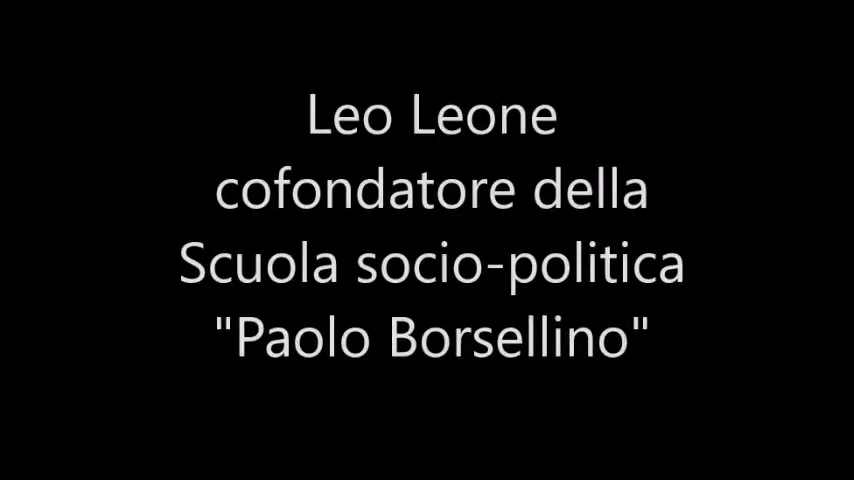 Leo Leone
cofondatore della
Scuola socio-politica
"Paolo Borsellino"